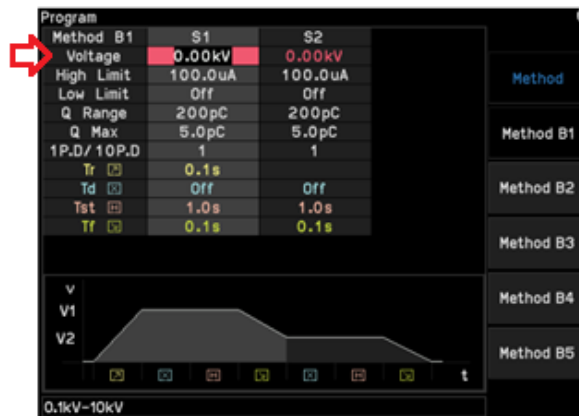 Program
Method B1 S1 S2
Voltage 0.00kV 0.00kV
High Limit 100.0uA 100.0uA
Low Limit Off Off
Q Range 200pC 200pC
Q Max 5.0pC 5.0pC
1P.D/10P.D 1 1
Tr 0.1s
Td Off Off
Tst 1.0s 1.0s
Tf 0.1s 0.1s
V
V1
V2
t
0.1kV-10kV
Method
Method B1
Method B2
Method B3
Method B4
Method B5